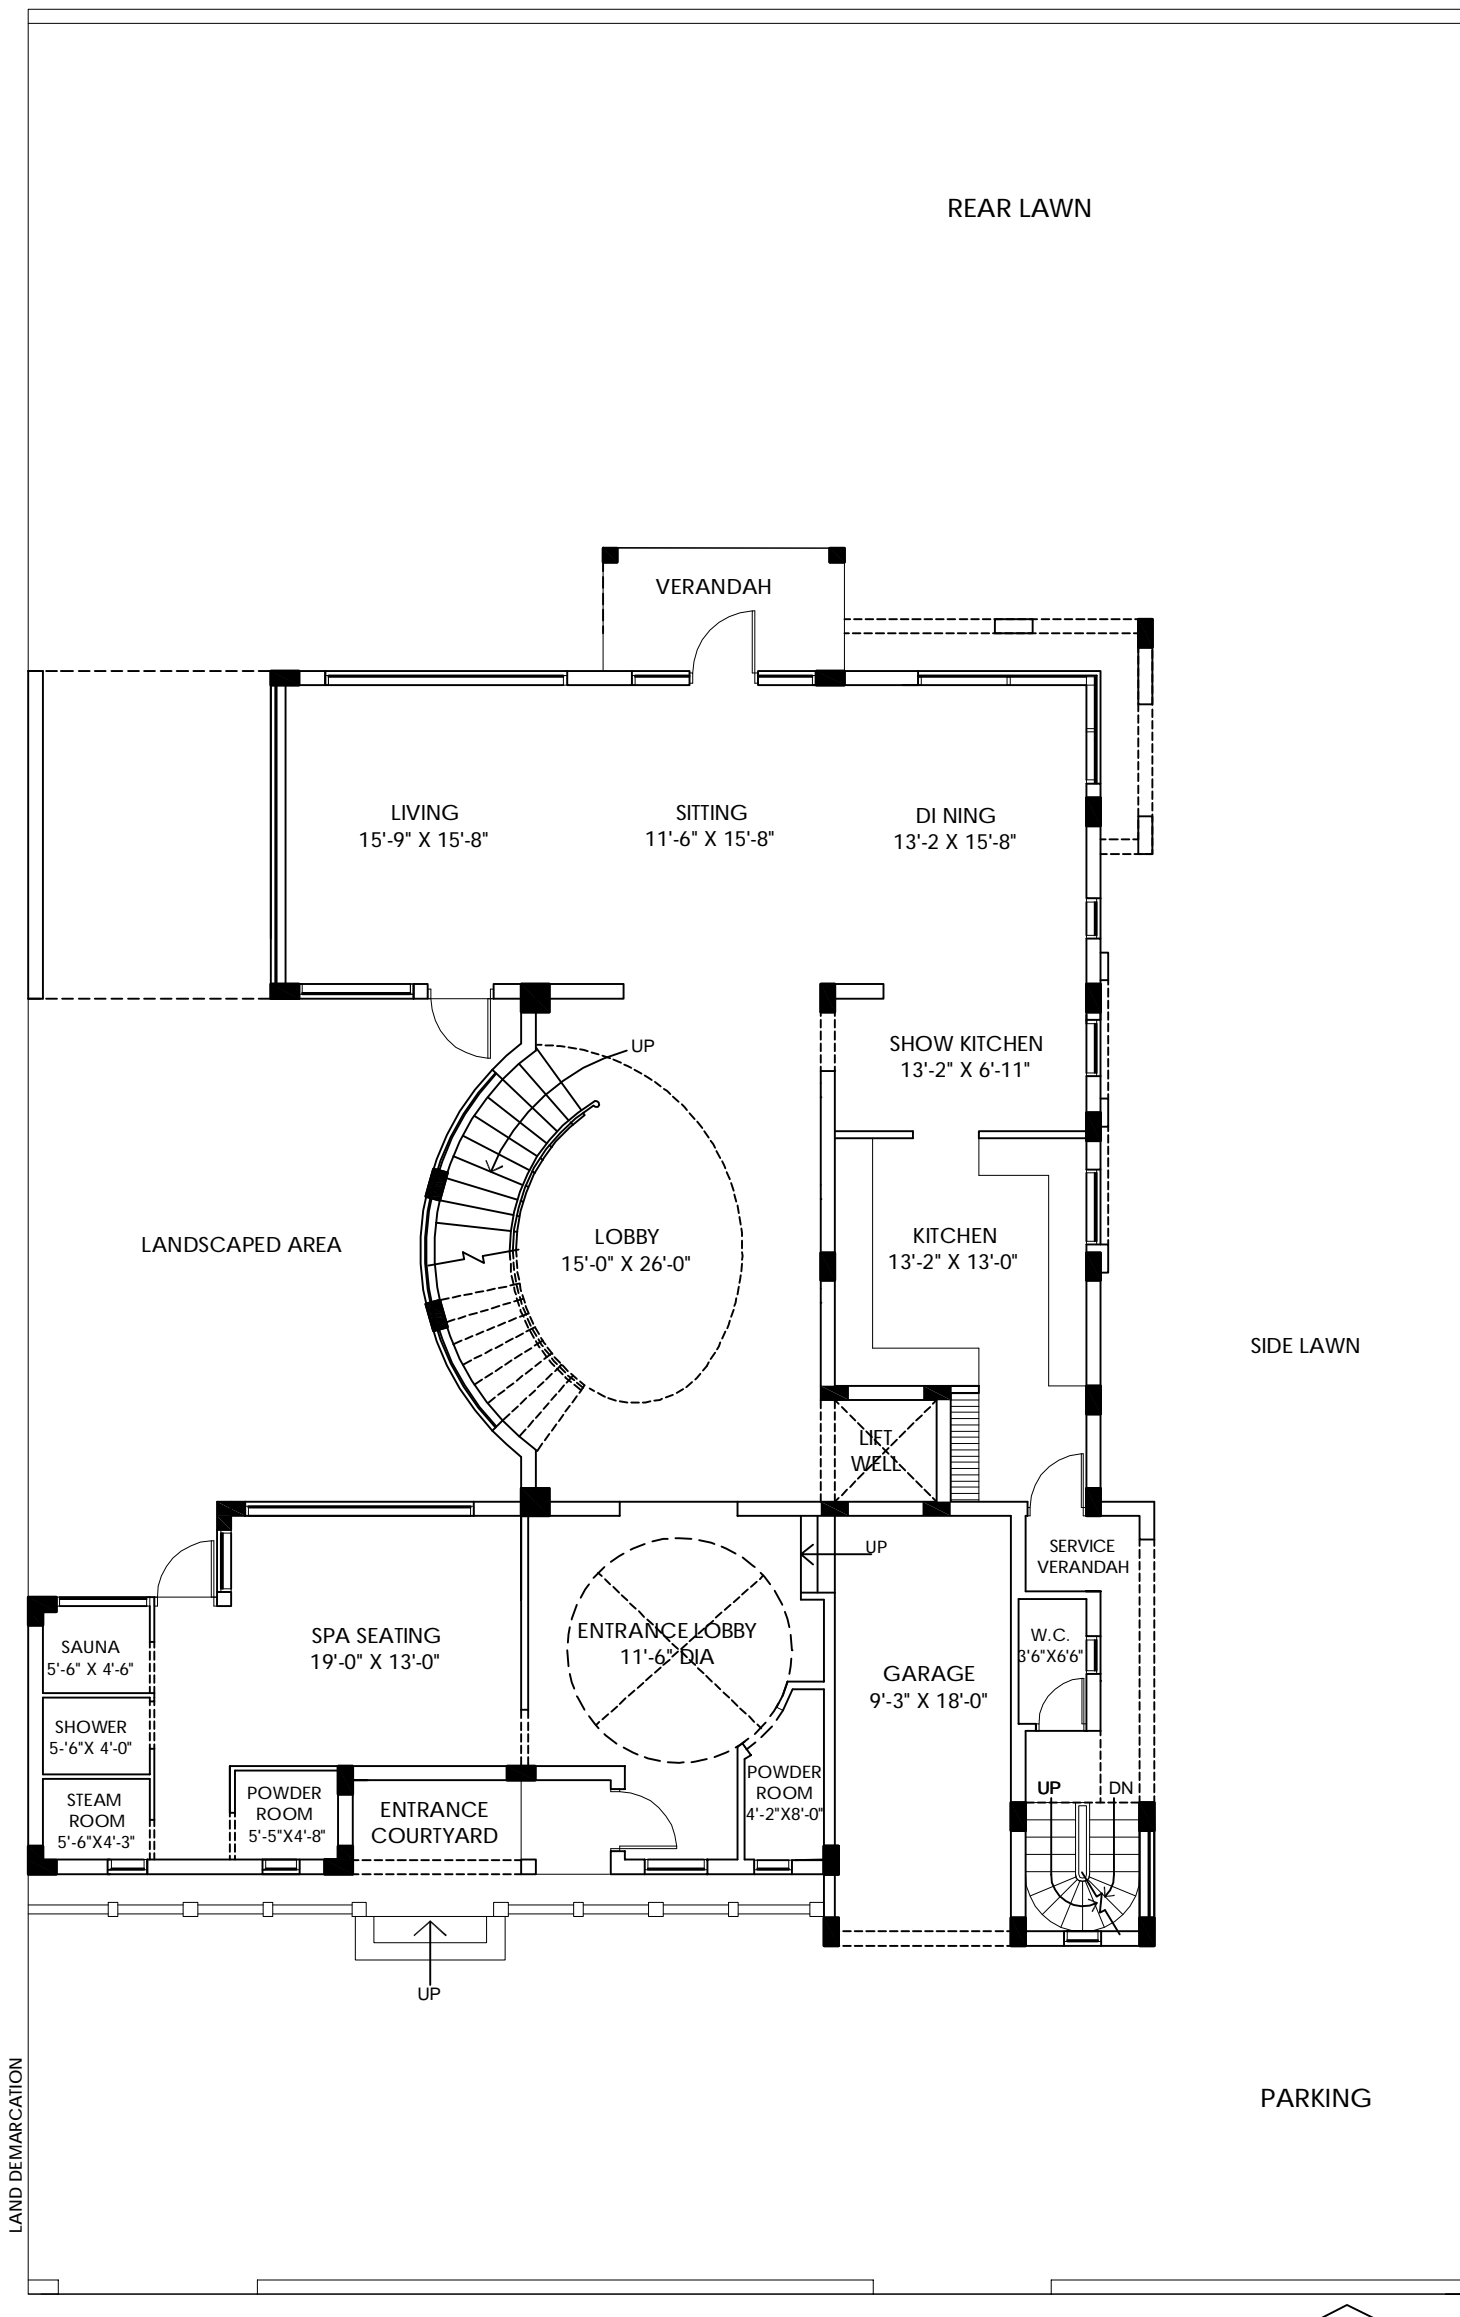 REAR LAWN
VERANDAH
LIVING
15'-9" X 15'-8"
SITTING
11'-6" X 15'-8"
DI NING
13'-2 X 15'-8"
UP
SHOW KITCHEN
13'-2" X 6'-11"
LANDSCAPED AREA
LOBBY
15'-0" X 26'-0"
KITCHEN
13'-2" X 13'-0"
SIDE LAWN
LIFT
WELL
UP
SERVICE
VERANDAH
SAUNA
5'-6" X 4'-6"
SPA SEATING
19'-0" X 13'-0"
ENTRANCE LOBBY
11'-6" DIA
W.C.
3'6"X6'6"
GARAGE
9'-3" X 18'-0"
SHOWER
5-'6"X 4'-0"
STEAM
ROOM
5'-6"X4'-3"
POWDER
ROOM
5'-5"X4'-8"
ENTRANCE
COURTYARD
POWDER
ROOM
4'-2"X8'-0"
UP
DN
UP
PARKING
LAND DEMARCATION